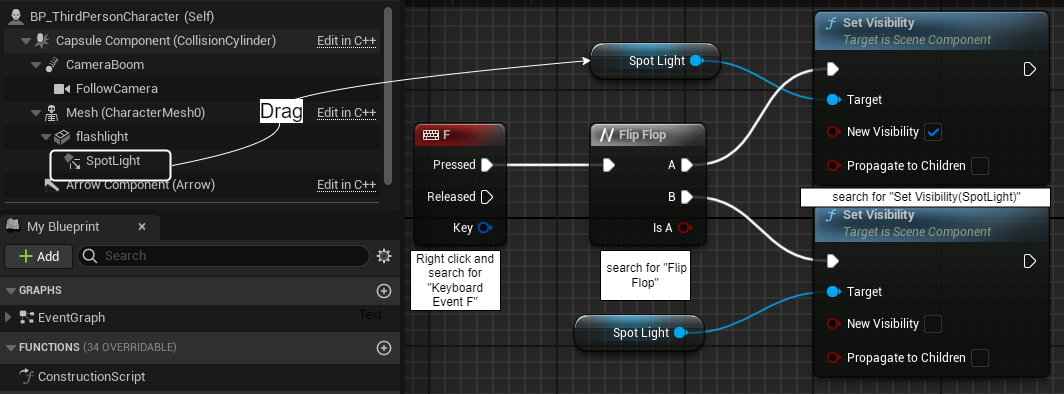 BP_ThirdPersonCharacter (Self)
Capsule Component (CollisionCylinder) Edit in C++
CameraBoom Edit in C++
FollowCamera Edit in C++
Mesh (CharacterMesh0) Edit in C++
flashlight
SpotLight
Arrow Component (Arrow) Edit in C++
Drag
My Blueprint
Add
Search
GRAPHS
EventGraph
Text
FUNCTIONS (34 OVERRIDABLE)
ConstructionScript
Spot Light
F
Pressed
Released
Key
Right click and
search for
"Keyboard
Event F"
Flip Flop
A
B
Is A
search for "Flip
Flop"
Spot Light
Set Visibility
Target is Scene Component
Target
New Visibility
Propagate to Children
search for "Set Visibility(SpotLight)"
Set Visibility
Target is Scene Component
Target
New Visibility
Propagate to Children